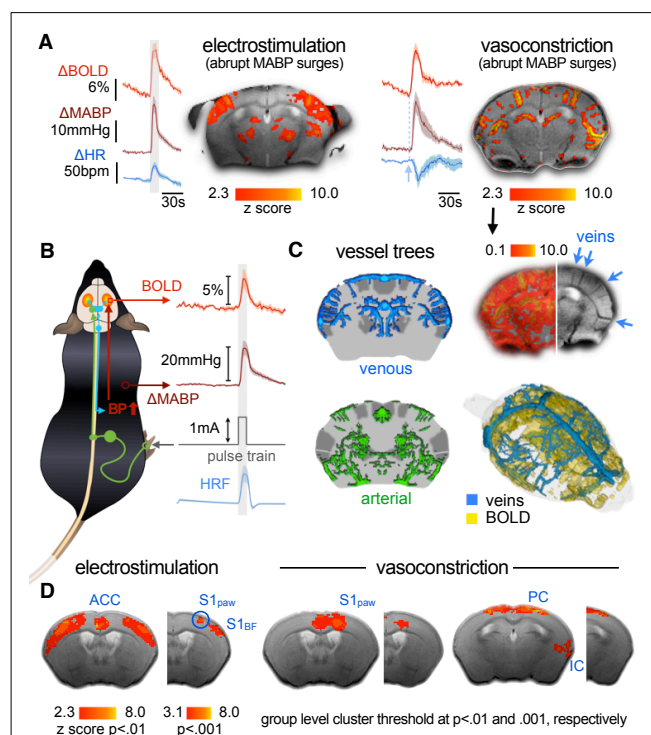 A
electrostimulation
(abrupt MABP surges)
vasoconstriction
(abrupt MABP surges)
ΔBOLD
6%
ΔMABP
10mmHg
ΔHR
50bpm
30s
2.3 10.0
z score
30s
2.3 10.0
z score
B
BOLD
5%
20mmHg
ΔMABP
BP
1mA
pulse train
HRF
C
vessel trees
0.1 10.0
veins
venous
arterial
veins
BOLD
electrostimulation
vasoconstriction
D
ACC
S1paw
S1BF
S1paw
PC
IC
2.3 8.0
z score p<.01
3.1 8.0
p<.001
group level cluster threshold at p<.01 and .001, respectively